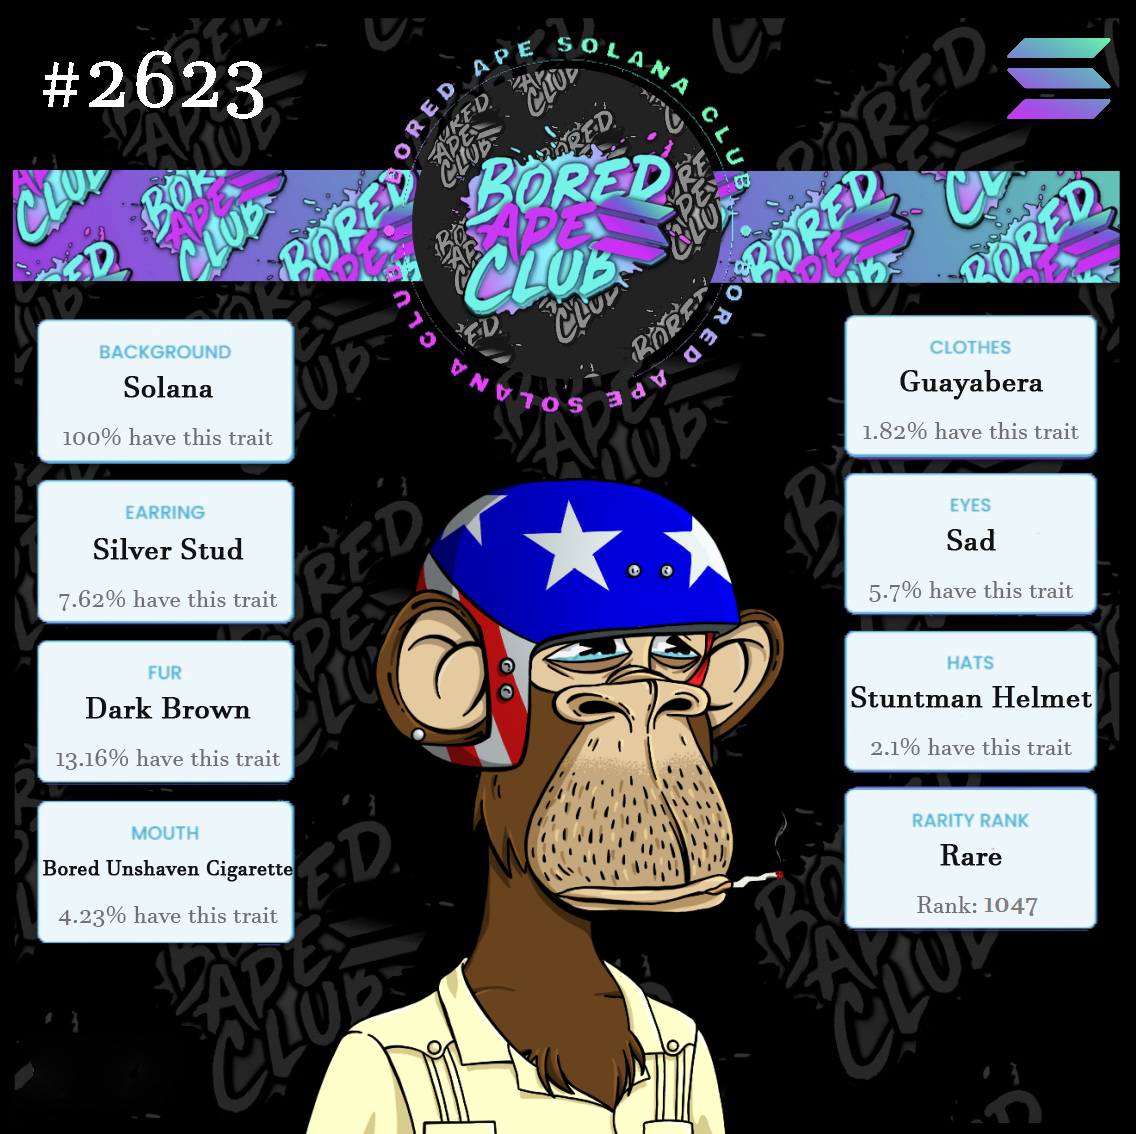 #2623
BORED APE SOLANA CLUB
BORED APE SOLANA CLUB
BORED
APE
CLUB
BACKGROUND
Solana
100% have this trait
EARRING
Silver Stud
7.62% have this trait
FUR
Dark Brown
13.16% have this trait
MOUTH
Bored Unshaven Cigarette
4.23% have this trait
CLOTHES
Guayabera
1.82% have this trait
EYES
Sad
5.7% have this trait
HATS
Stuntman Helmet
2.1% have this trait
RARITY RANK
Rare
Rank: 1047